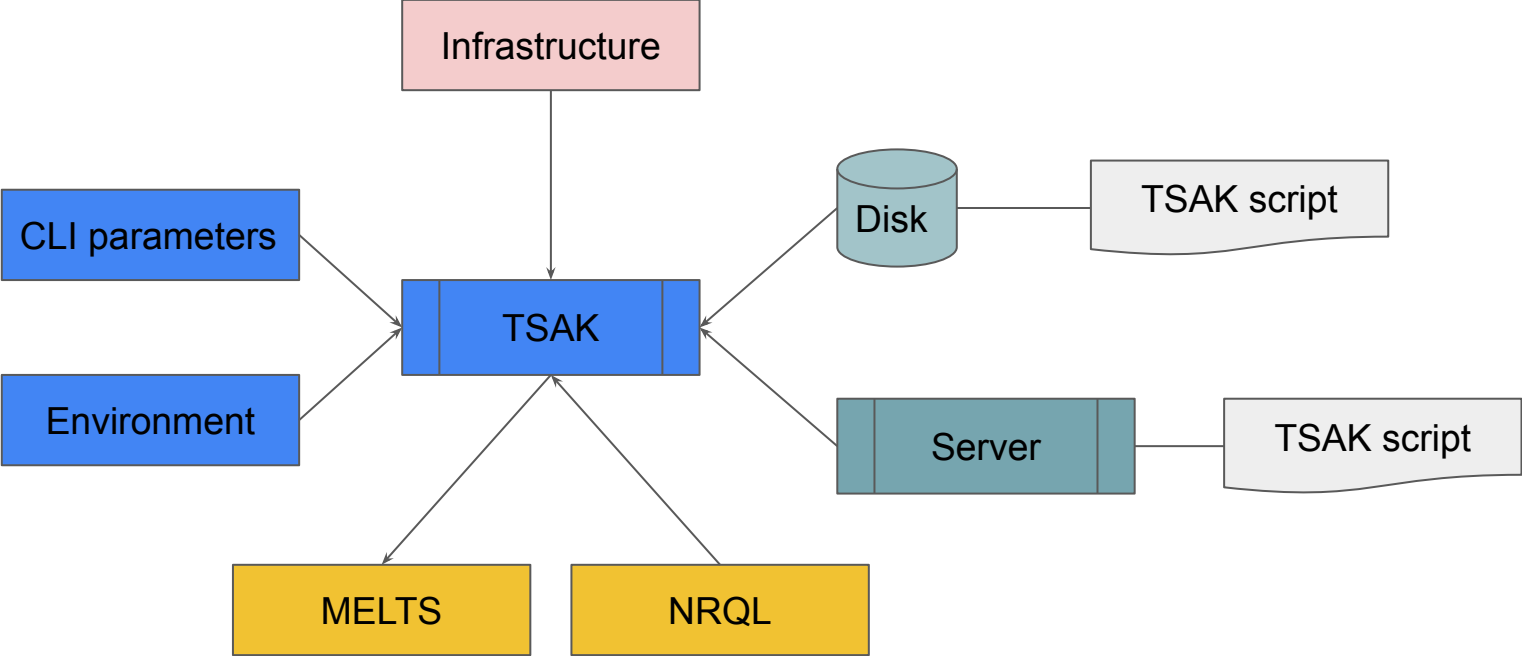 Infrastructure
CLI parameters
Disk
TSAK script
TSAK
Environment
Server
TSAK script
MELTS
NRQL